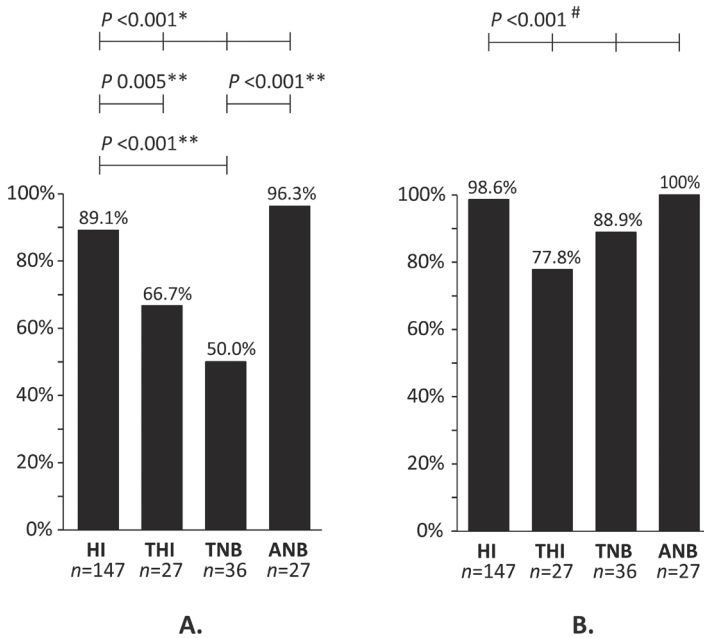 P <0.001*
P 0.005** P <0.001**
P <0.001**
100%
80%
60%
40%
20%
0%
89.1%
66.7%
50.0%
96.3%
HI THI TNB ANB
n=147 n=27 n=36 n=27
A.
P <0.001 #
100%
80%
60%
40%
20%
0%
98.6%
77.8%
88.9%
100%
HI THI TNB ANB
n=147 n=27 n=36 n=27
B.